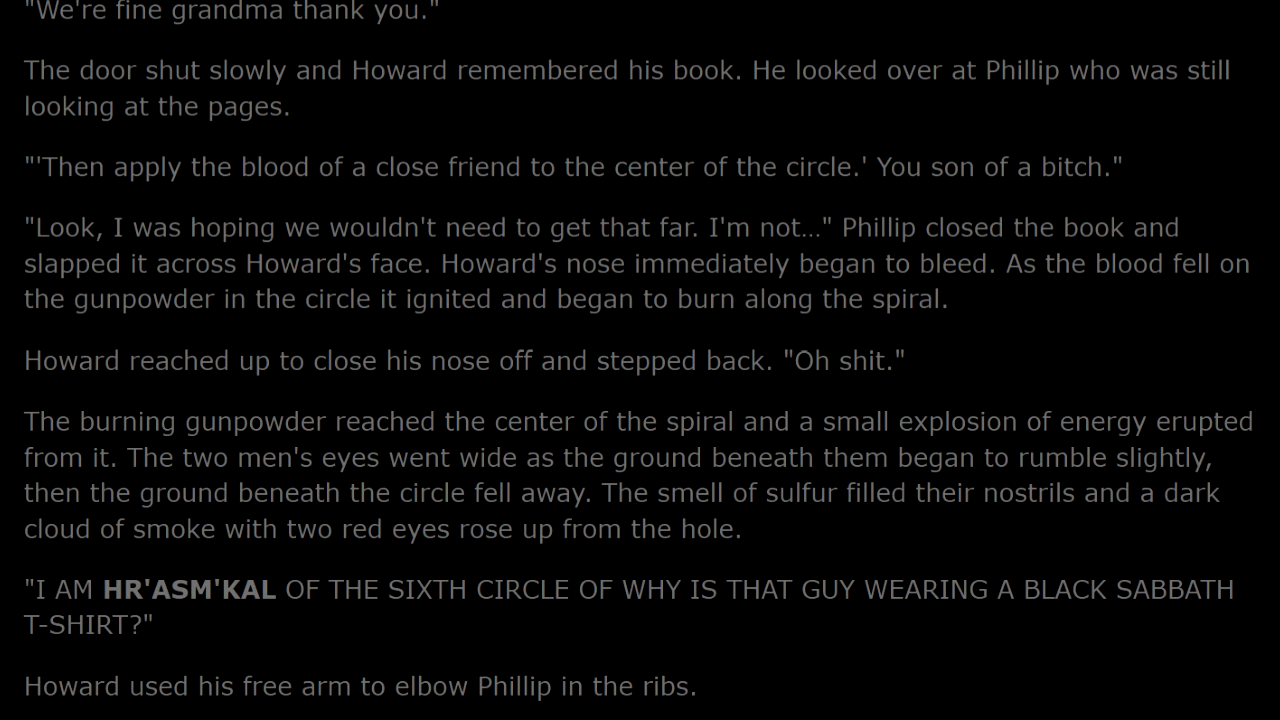 "We're fine grandma thank you."
The door shut slowly and Howard remembered his book. He looked over at Phillip who was still
looking at the pages.
"'Then apply the blood of a close friend to the center of the circle.' You son of a bitch."
"Look, I was hoping we wouldn't need to get that far. I'm not..." Phillip closed the book and
slapped it across Howard's face. Howard's nose immediately began to bleed. As the blood fell on
the gunpowder in the circle it ignited and began to burn along the spiral.
Howard reached up to close his nose off and stepped back. "Oh shit."
The burning gunpowder reached the center of the spiral and a small explosion of energy erupted
from it. The two men's eyes went wide as the ground beneath them began to rumble slightly,
then the ground beneath the circle fell away. The smell of sulfur filled their nostrils and a dark
cloud of smoke with two red eyes rose up from the hole.
"I AM HR'ASM'KAL OF THE SIXTH CIRCLE OF WHY IS THAT GUY WEARING A BLACK SABBATH
T-SHIRT?"
Howard used his free arm to elbow Phillip in the ribs.